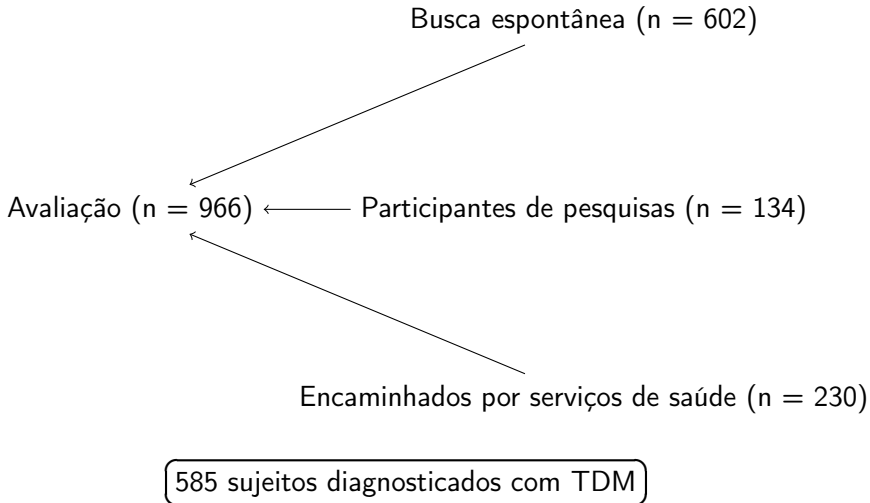 Busca espontânea (n = 602)
Avaliação (n = 966)
Participantes de pesquisas (n = 134)
Encaminhados por serviços de saúde (n = 230)
585 sujeitos diagnosticados com TDM